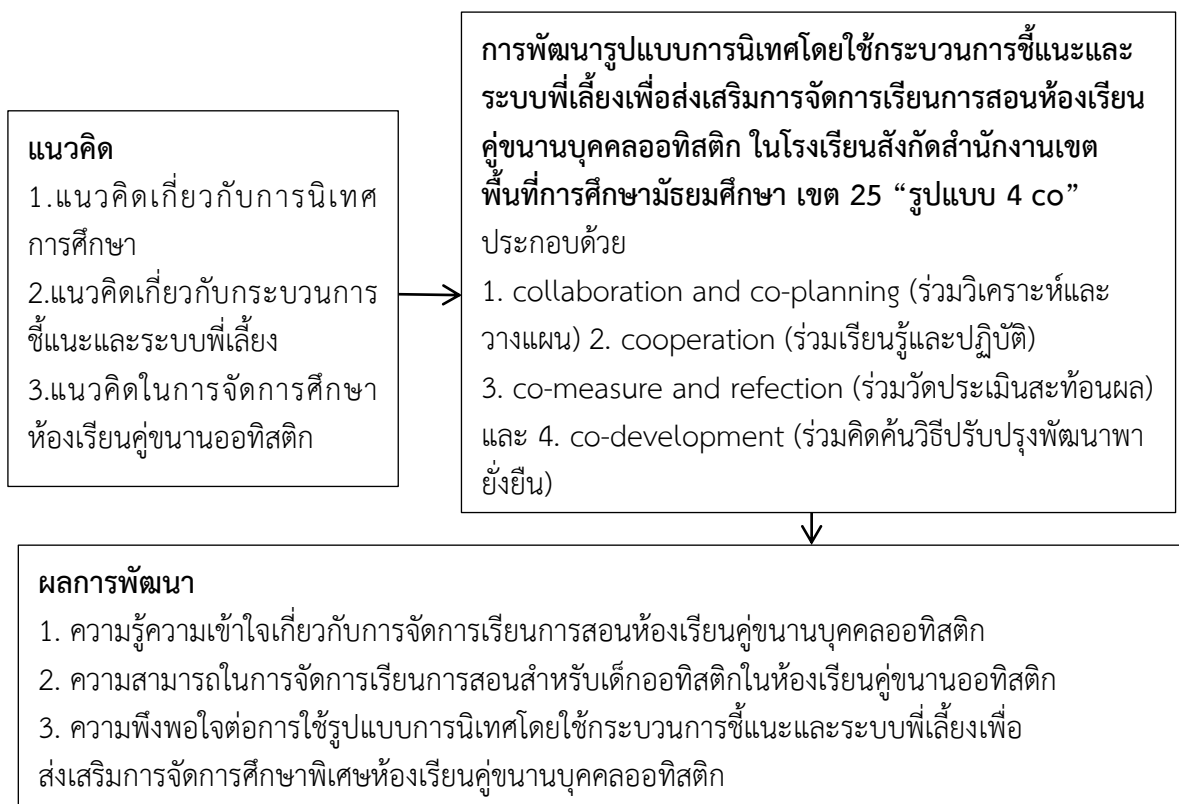 แนวคิด
1.แนวคิดเกี่ยวกับการนิเทศ
การศึกษา
2.แนวคิดเกี่ยวกับกระบวนการ
ชี้แนะและระบบพี่เลี้ยง
3.แนวคิดในการจัดการศึกษา
ห้องเรียนคู่ขนานออทิสติก
การพัฒนารูปแบบการนิเทศโดยใช้กระบวนการชี้แนะและ
ระบบพี่เลี้ยงเพื่อส่งเสริมการจัดการเรียนการสอนห้องเรียน
คู่ขนานบุคคลออทิสติก ในโรงเรียนสังกัดสำนักงานเขต
พื้นที่การศึกษามัธยมศึกษา เขต 25 “รูปแบบ 4 co”
ประกอบด้วย
1. collaboration and co-planning (ร่วมวิเคราะห์และ
วางแผน) 2. cooperation (ร่วมเรียนรู้และปฏิบัติ)
3. co-measure and refection (ร่วมวัดประเมินสะท้อนผล)
และ 4. co-development (ร่วมคิดค้นวิธีปรับปรุงพัฒนาพา
ยั่งยืน)
ผลการพัฒนา
1. ความรู้ความเข้าใจเกี่ยวกับการจัดการเรียนการสอนห้องเรียนคู่ขนานบุคคลออทิสติก
2. ความสามารถในการจัดการเรียนการสอนสำหรับเด็กออทิสติกในห้องเรียนคู่ขนานออทิสติก
3. ความพึงพอใจต่อการใช้รูปแบบการนิเทศโดยใช้กระบวนการชี้แนะและระบบพี่เลี้ยงเพื่อ
ส่งเสริมการจัดการศึกษาพิเศษห้องเรียนคู่ขนานบุคคลออทิสติก